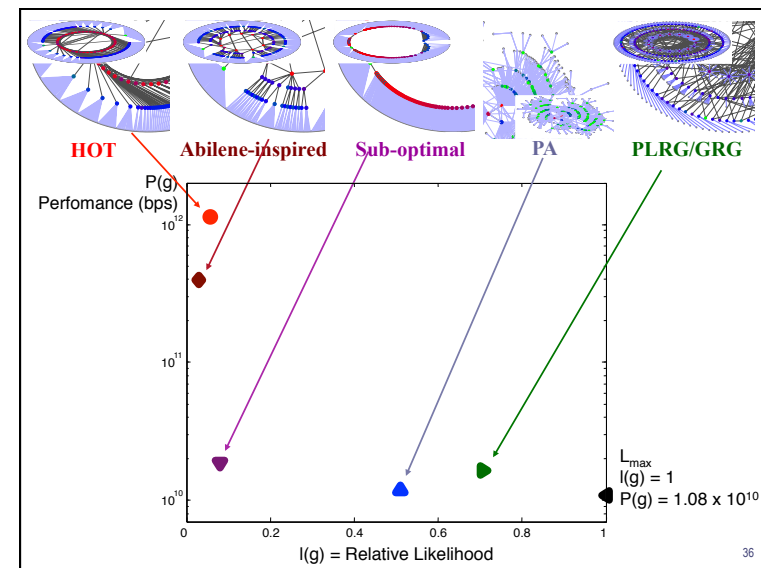 HOT Abilene-inspired Sub-optimal PA PLRG/GRG
P(g)
Perfomance (bps)
10¹²
10¹¹
10¹⁰
L_max
l(g) = 1
P(g) = 1.08 x 10¹⁰
0 0.2 0.4 0.6 0.8 1
l(g) = Relative Likelihood
36